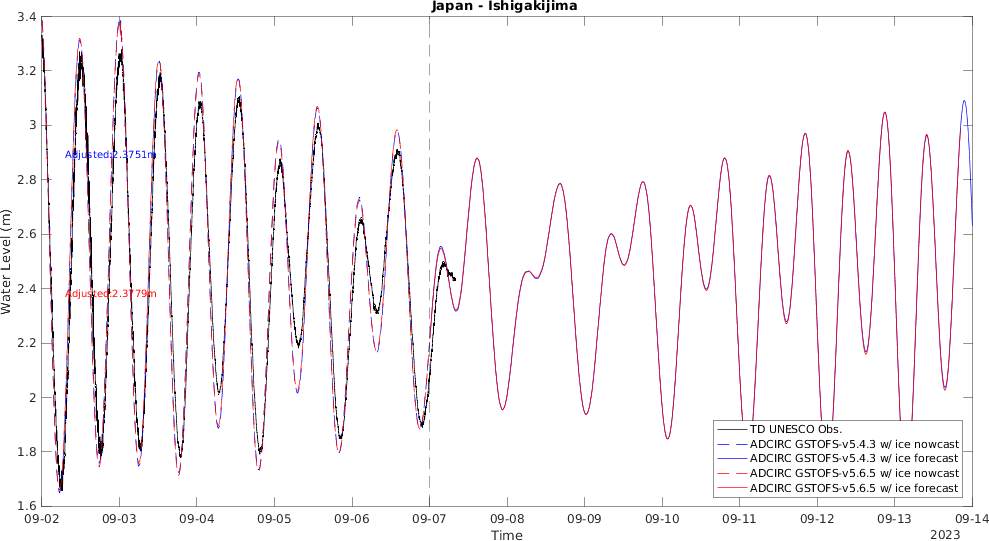 Japan - Ishigakijima
3.4
3.2
3
2.8
2.6
2.4
2.2
2
1.8
1.6
Water Level (m)
Adjusted:2.3751m
Adjusted:2.3779m
TD UNESCO Obs.
ADCIRC GSTOFS-v5.4.3 w/ ice nowcast
ADCIRC GSTOFS-v5.4.3 w/ ice forecast
ADCIRC GSTOFS-v5.6.5 w/ ice nowcast
ADCIRC GSTOFS-v5.6.5 w/ ice forecast
09-02 09-03 09-04 09-05 09-06 09-07 09-08 09-09 09-10 09-11 09-12 09-13 09-14
Time
2023